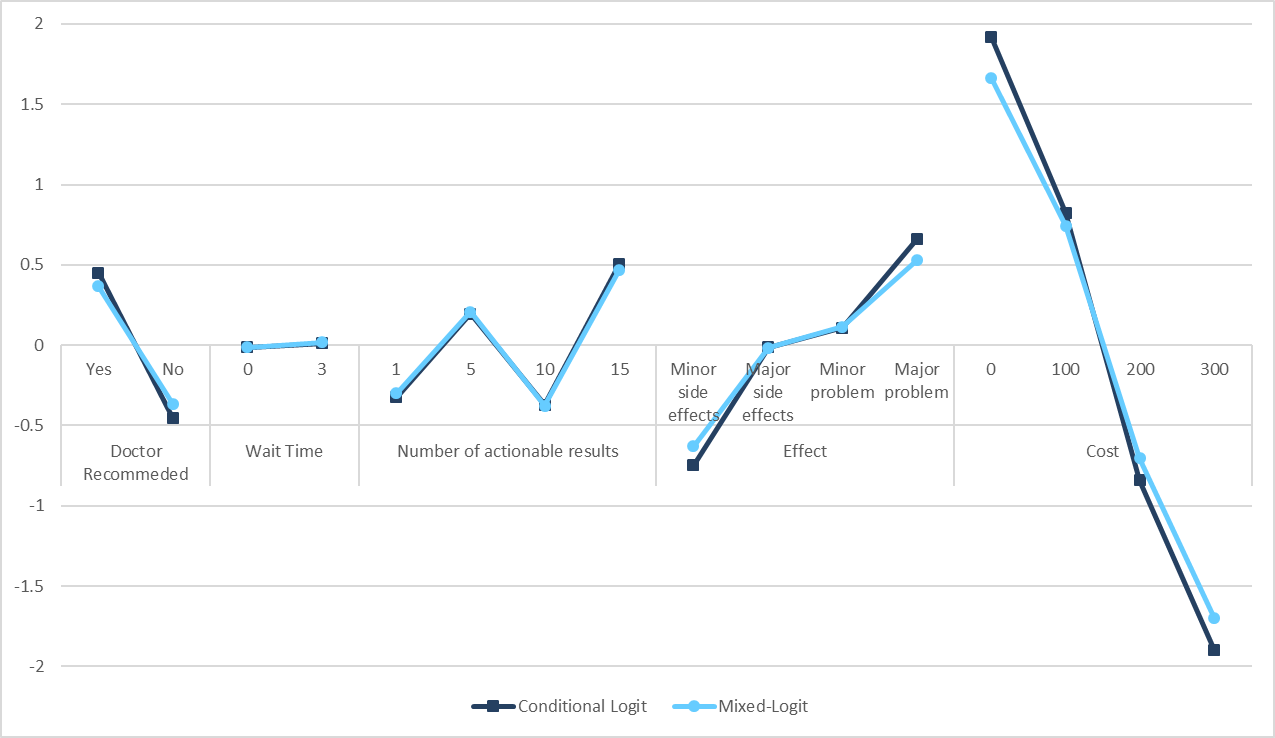 2
1.5
1
0.5
0
-0.5
-1
-1.5
-2
Yes No 0 3 1 5 10 15 Minor Major Minor Major 0 100 200 300
side side problem problem
effects effects
Doctor Wait Time Number of actionable results Effect Cost
Recommeded
Conditional Logit Mixed-Logit